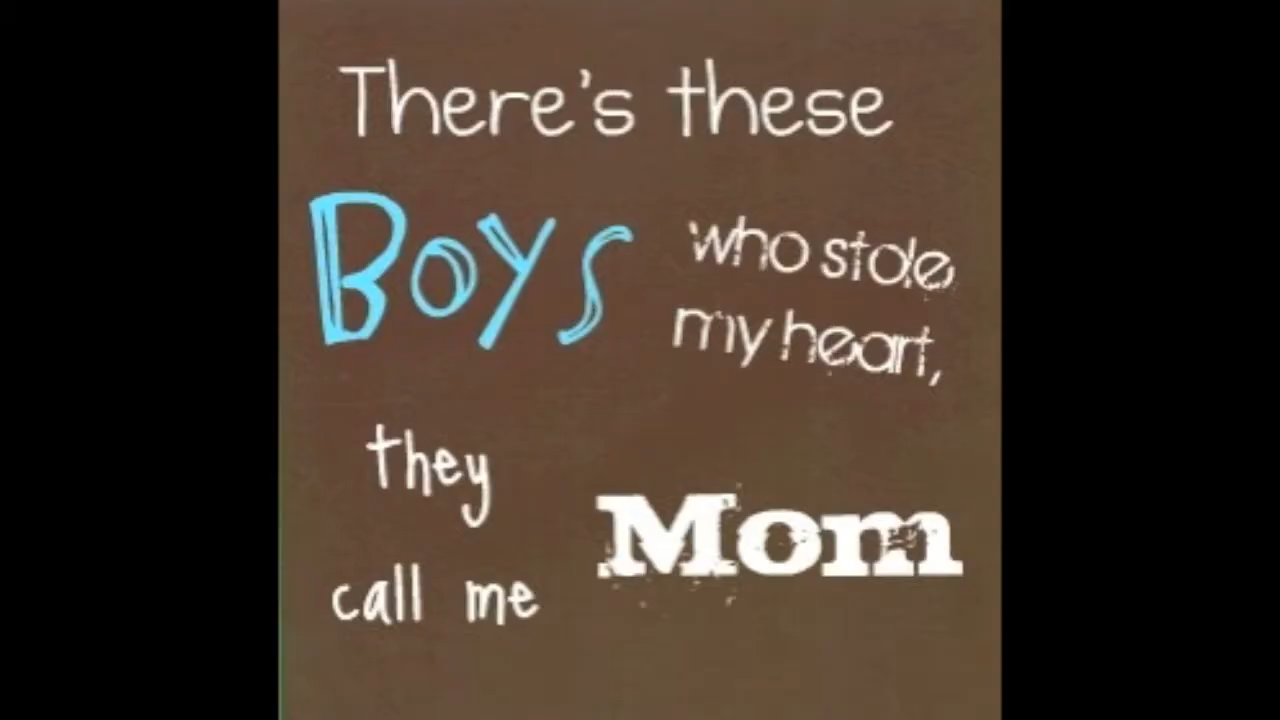 There's these
Boys
who stole
my heart,
they
call me
Mom